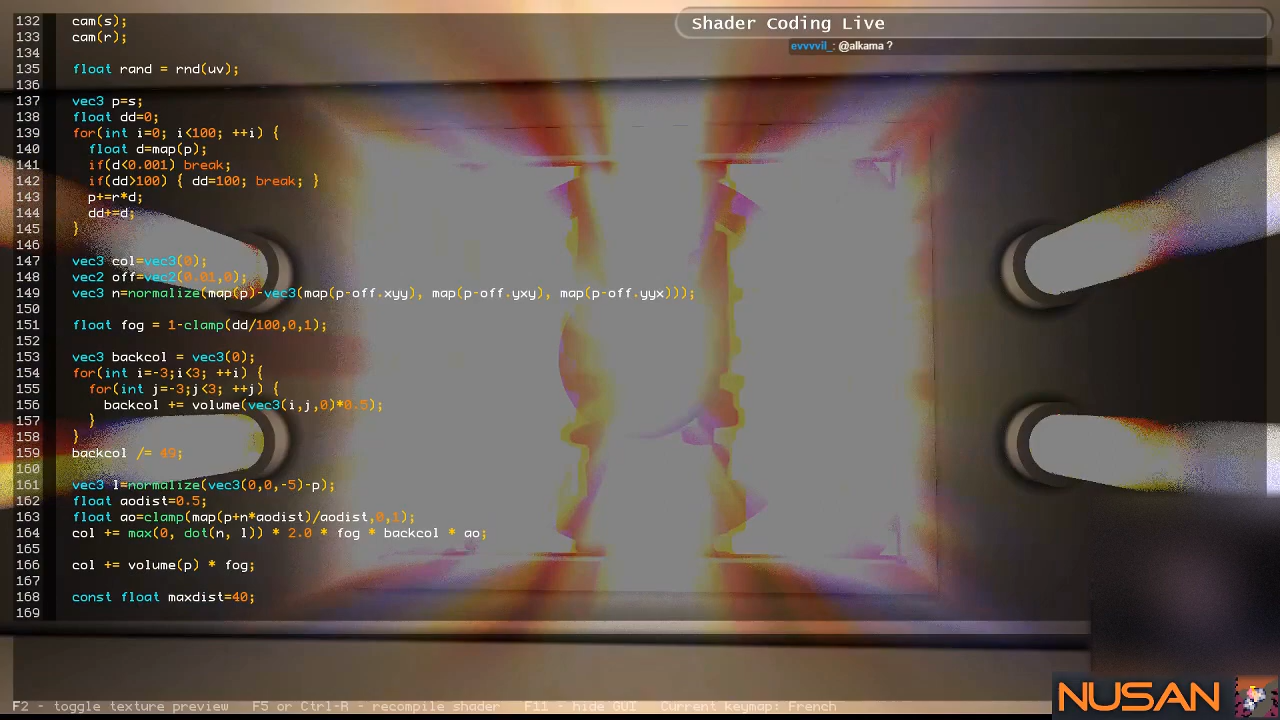 132 cam(s);
133 cam(r);
134
135 float rand = rnd(uv);
136
137 vec3 p=s;
138 float dd=0;
139 for(int i=0; i<100; ++i) {
140 float d=map(p);
141 if(d<0.001) break;
142 if(dd>100) { dd=100; break; }
143 p+=r*d;
144 dd+=d;
145 }
146
147 vec3 col=vec3(0);
148 vec2 off=vec2(0.01,0);
149 vec3 n=normalize(map(p)-vec3(map(p-off.xyy), map(p-off.yxy), map(p-off.yyx)));
150
151 float fog = 1-clamp(dd/100,0,1);
152
153 vec3 backcol = vec3(0);
154 for(int i=-3;i<3; ++i) {
155 for(int j=-3;j<3; ++j) {
156 backcol += volume(vec3(i,j,0)*0.5);
157 }
158 }
159 backcol /= 49;
160
161 vec3 l=normalize(vec3(0,0,-5)-p);
162 float aodist=0.5;
163 float ao=clamp(map(p+n*aodist)/aodist,0,1);
164 col += max(0, dot(n, l)) * 2.0 * fog * backcol * ao;
165
166 col += volume(p) * fog;
167
168 const float maxdist=40;
169
Shader Coding Live
evvvvil_: @alkama ?
F2 - toggle texture preview F5 or Ctrl-R - recompile shader F11 - hide GUI Current keymap: French
NUSAN